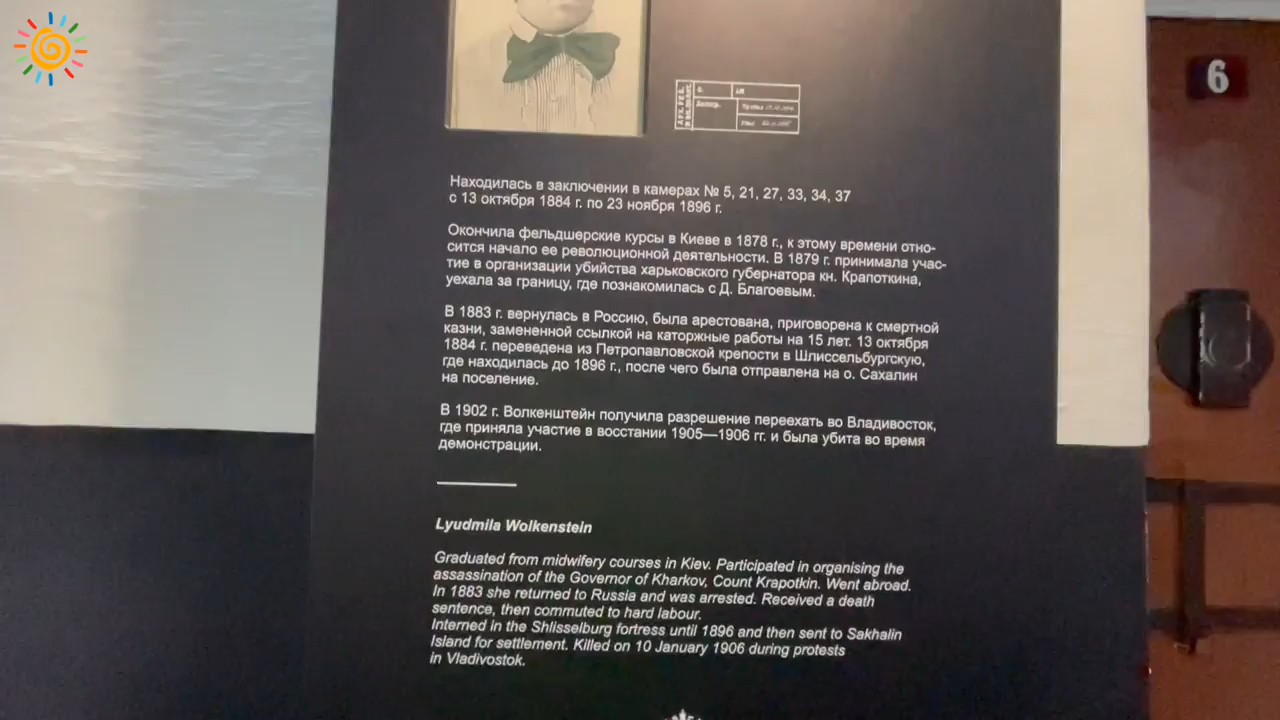 6
Находилась в заключении в камерах № 5, 21, 27, 33, 34, 37
с 13 октября 1884 г. по 23 ноября 1896 г.
Окончила фельдшерские курсы в Киеве в 1878 г., к этому времени отно-
сится начало ее революционной деятельности. В 1879 г. принимала учас-
тие в организации убийства харьковского губернатора кн. Крапоткина,
уехала за границу, где познакомилась с Д. Благоевым.
В 1883 г. вернулась в Россию, была арестована, приговорена к смертной
казни, замененной ссылкой на каторжные работы на 15 лет. 13 октября
1884 г. переведена из Петропавловской крепости в Шлиссельбургскую,
где находилась до 1896 г., после чего была отправлена на о. Сахалин
на поселение.
В 1902 г. Волкенштейн получила разрешение переехать во Владивосток,
где приняла участие в восстании 1905—1906 гг. и была убита во время
демонстрации.
Lyudmila Wolkenstein
Graduated from midwifery courses in Kiev. Participated in organising the
assassination of the Governor of Kharkov, Count Krapotkin. Went abroad.
In 1883 she returned to Russia and was arrested. Received a death
sentence, then commuted to hard labour.
Interned in the Shlisselburg fortress until 1896 and then sent to Sakhalin
Island for settlement. Killed on 10 January 1906 during protests
in Vladivostok.